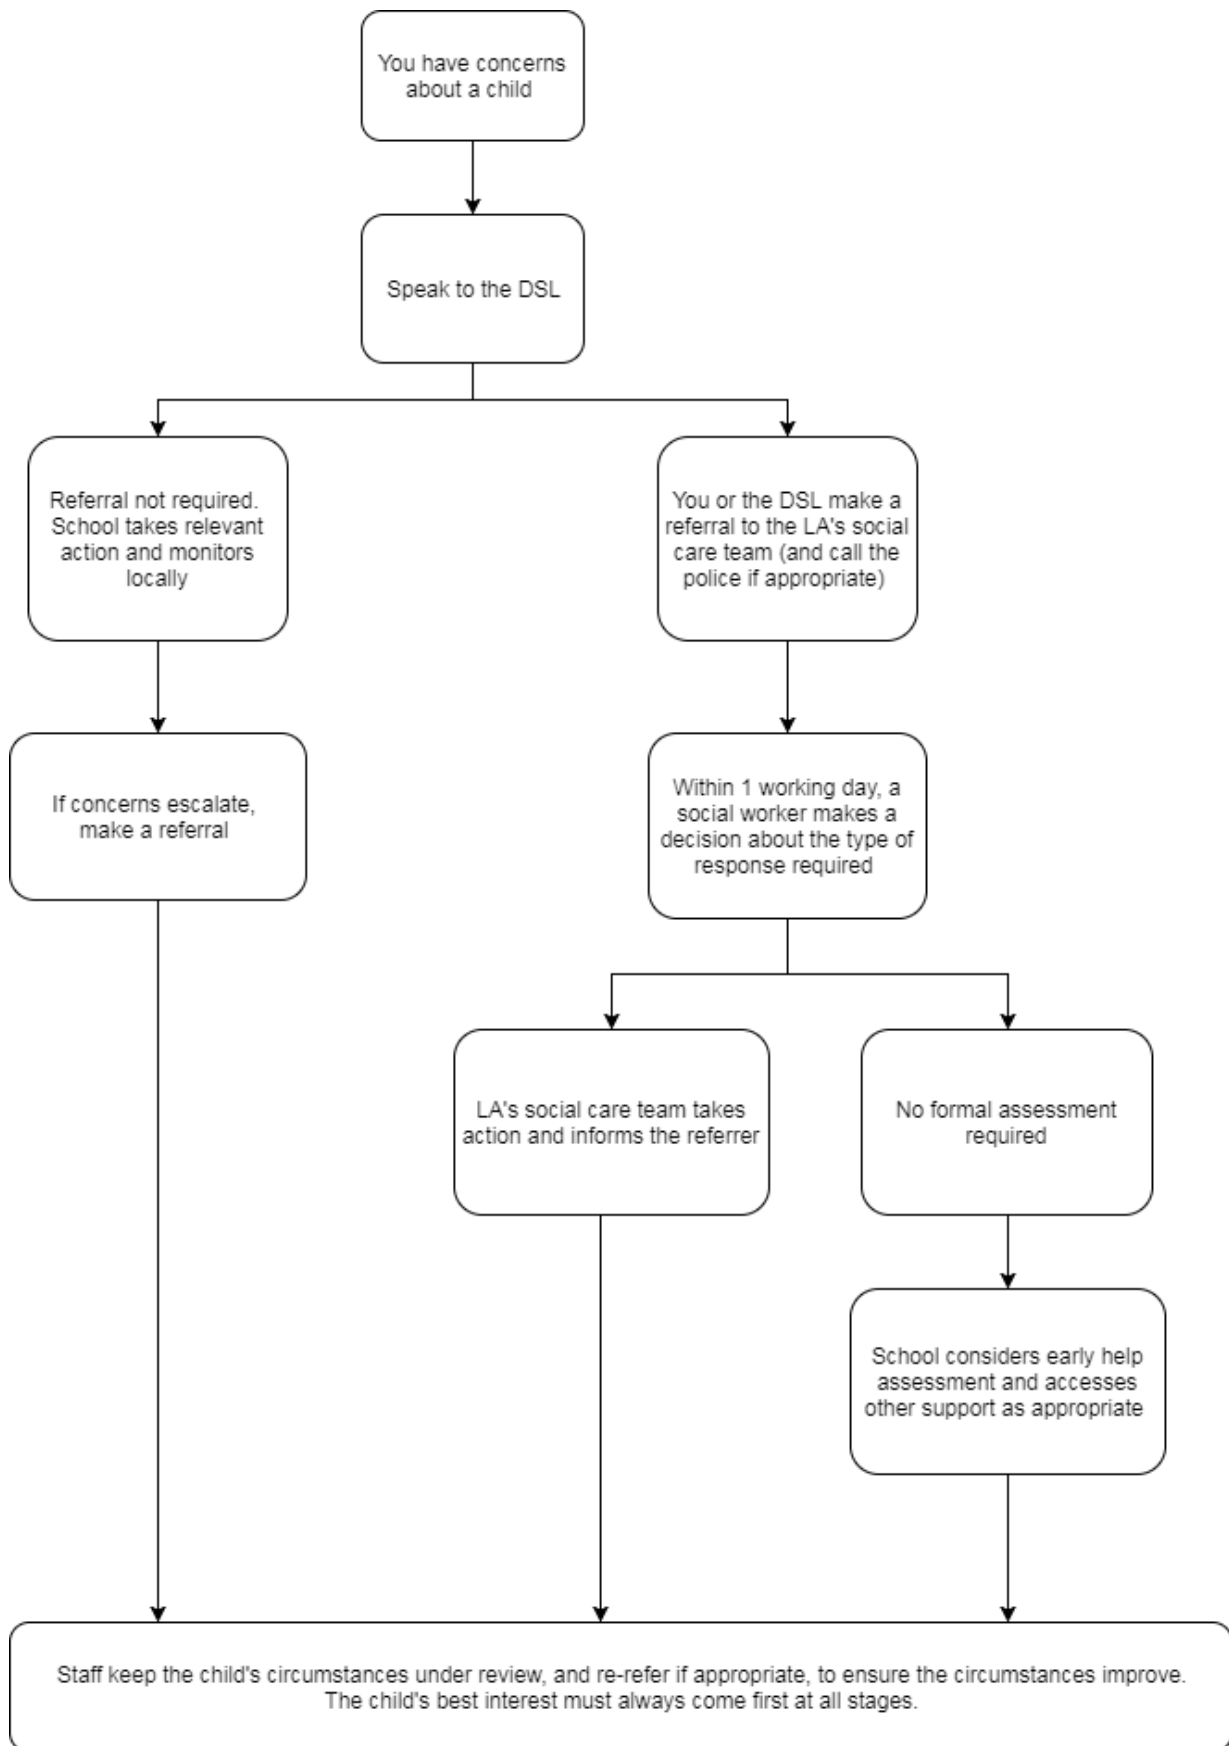 You have concerns
about a child
Speak to the DSL
Referral not required.
School takes relevant
action and monitors
locally
You or the DSL make a
referral to the LA's social
care team (and call the
police if appropriate)
If concerns escalate,
make a referral
Within 1 working day, a
social worker makes a
decision about the type of
response required
LA's social care team takes
action and informs the referrer
No formal assessment
required
School considers early help
assessment and accesses
other support as appropriate
Staff keep the child's circumstances under review, and re-refer if appropriate, to ensure the circumstances improve.
The child's best interest must always come first at all stages.